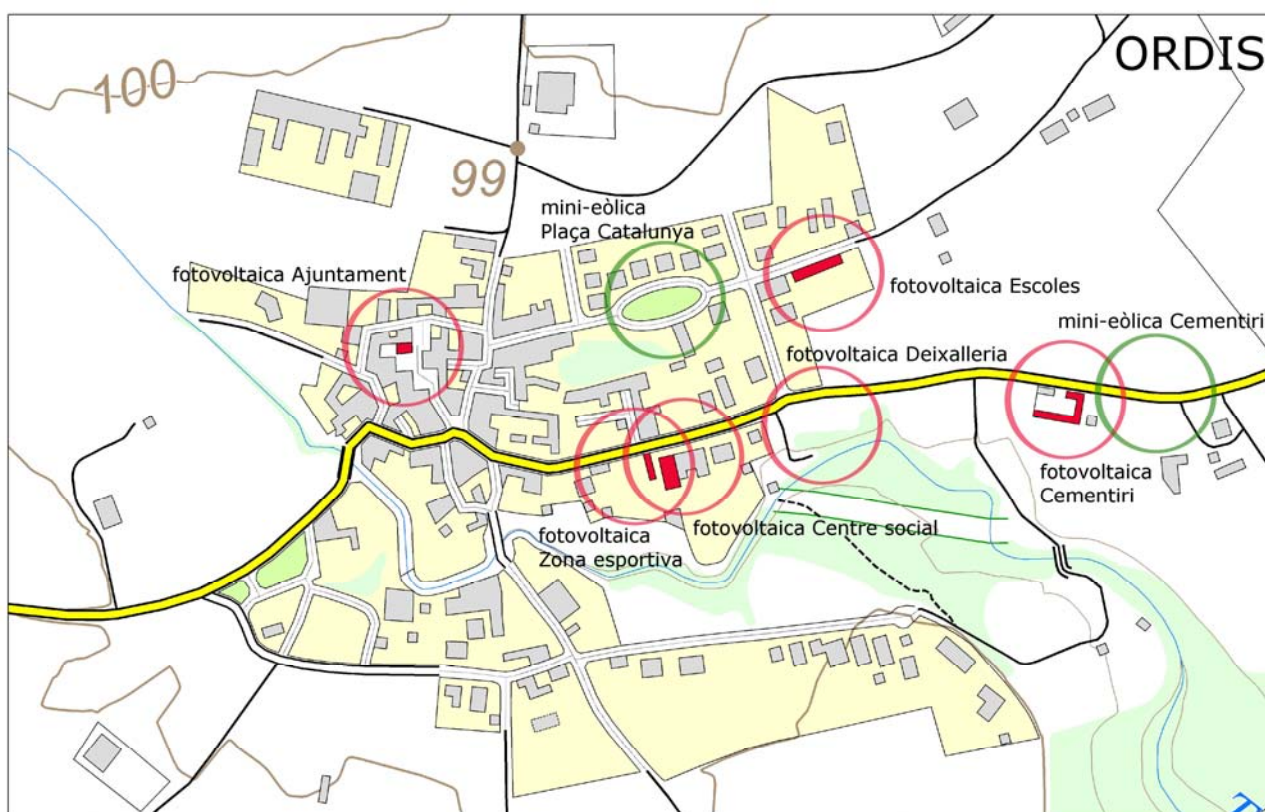 ORDIS
100
99
mini-eòlica
Plaça Catalunya
fotovoltaica Ajuntament
fotovoltaica Escoles
mini-eòlica Cementiri
fotovoltaica Deixalleria
fotovoltaica
Cementiri
fotovoltaica Centre social
fotovoltaica
Zona esportiva